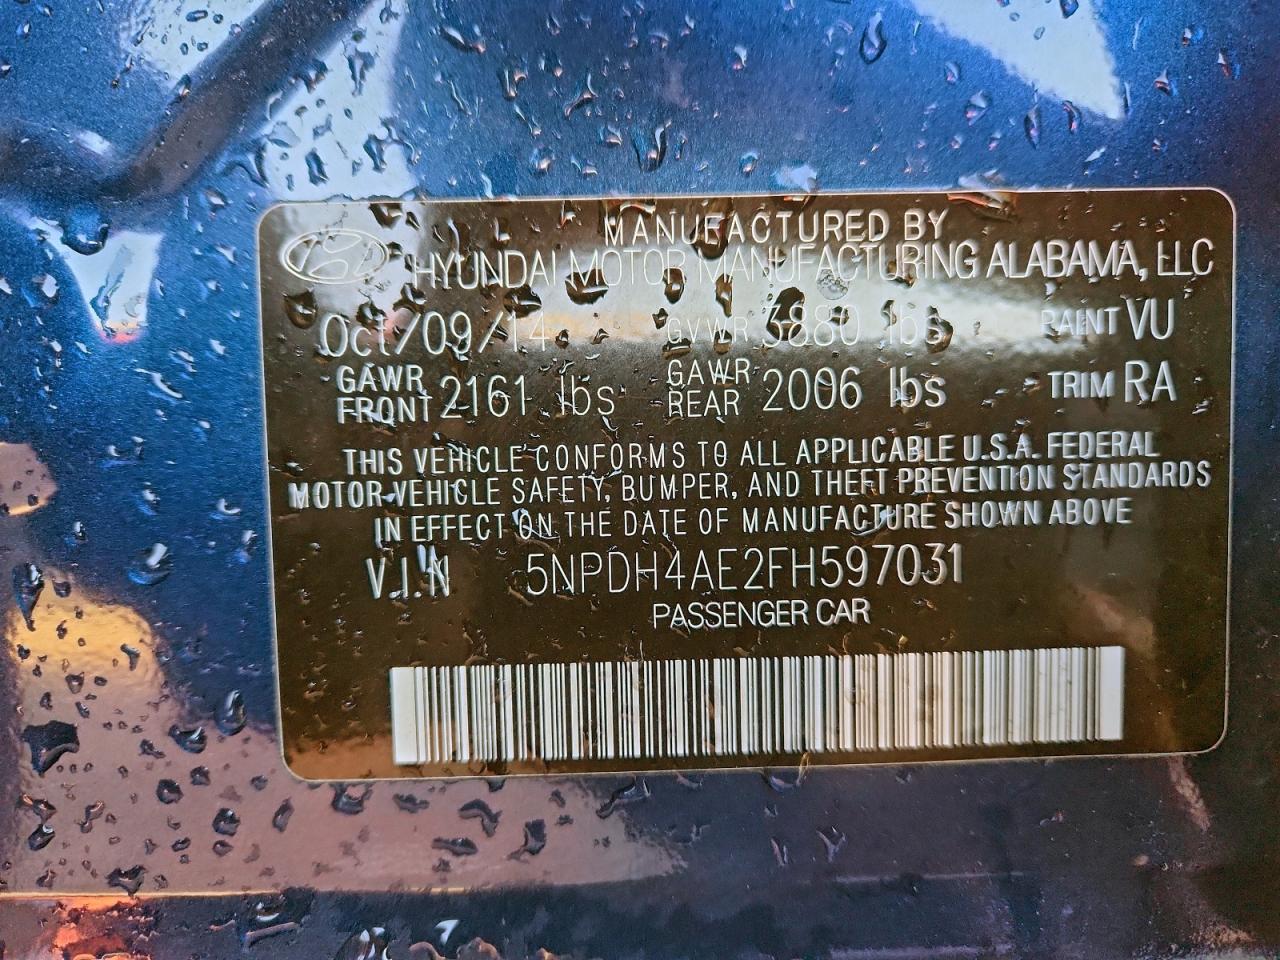 MANUFACTURED BY
HYUNDAI MOTOR MANUFACTURING ALABAMA, LLC
Oct/09/14 GVWR 3880 lbs PAINT VU
GAWR FRONT 2161 lbs GAWR REAR 2006 lbs TRIM RA
THIS VEHICLE CONFORMS TO ALL APPLICABLE U.S.A. FEDERAL
MOTOR VEHICLE SAFETY, BUMPER, AND THEFT PREVENTION STANDARDS
IN EFFECT ON THE DATE OF MANUFACTURE SHOWN ABOVE
V.I.N 5NPDH4AE2FH597031
PASSENGER CAR